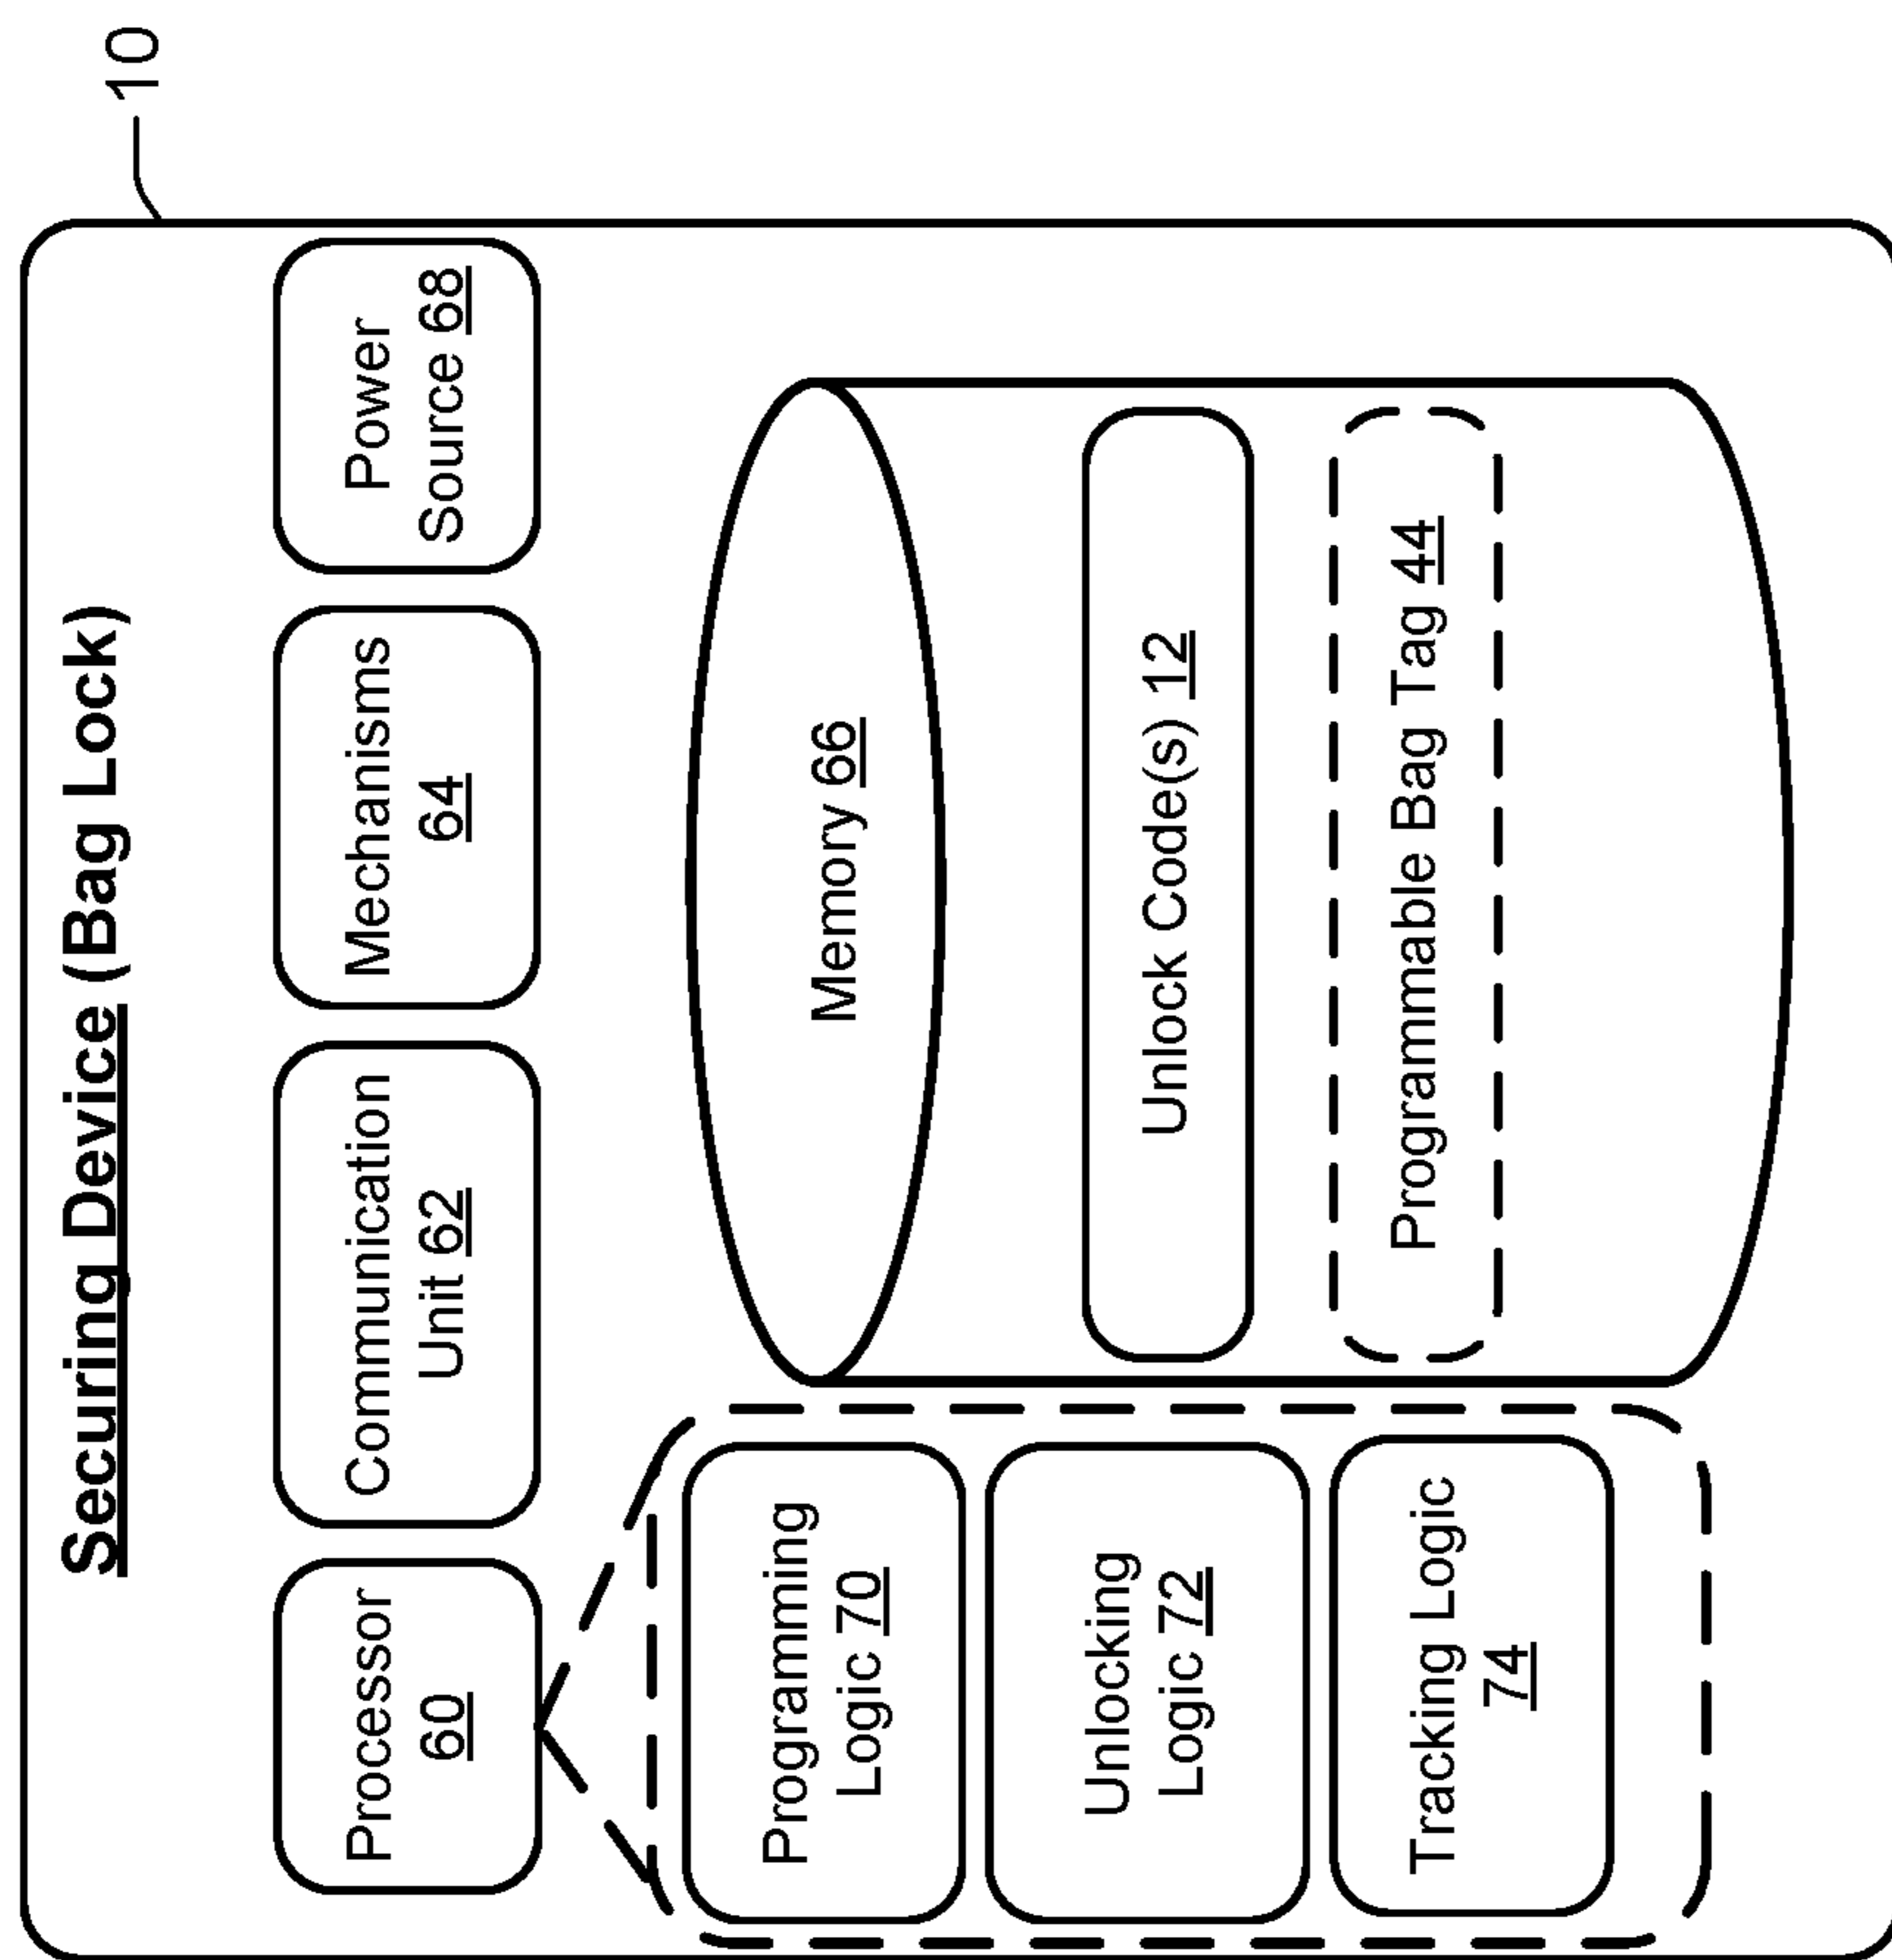 Securing Device (Bag Lock)
10
Processor
60
Communication
Unit 62
Mechanisms
64
Power
Source 68
Programming
Logic 70
Unlocking
Logic 72
Tracking Logic
74
Memory 66
Unlock Code(s) 12
Programmable Bag Tag 44